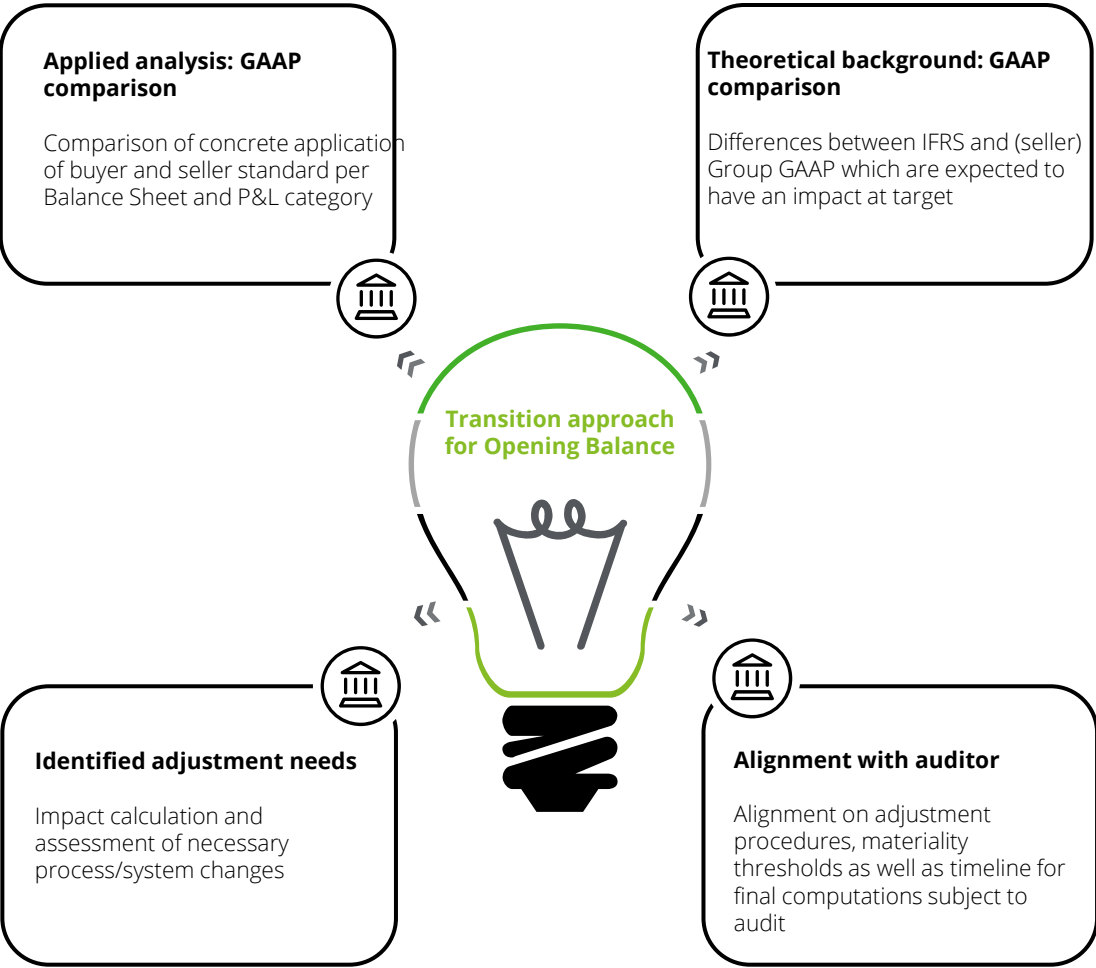 Applied analysis: GAAP
comparison
Comparison of concrete application
of buyer and seller standard per
Balance Sheet and P&L category
Theoretical background: GAAP
comparison
Differences between IFRS and (seller)
Group GAAP which are expected to
have an impact at target
Transition approach
for Opening Balance
Identified adjustment needs
Impact calculation and
assessment of necessary
process/system changes
Alignment with auditor
Alignment on adjustment
procedures, materiality
thresholds as well as timeline for
final computations subject to
audit